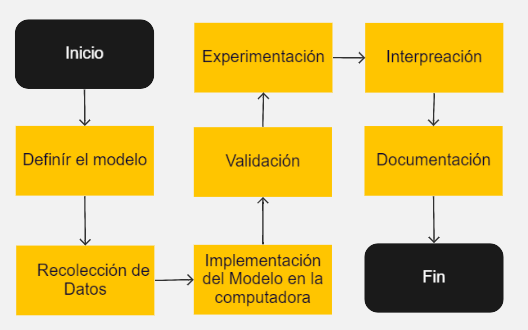 Inicio
Definír el modelo
Recolección de
Datos
Implementación
del Modelo en la
computadora
Validación
Experimentación
Interpreación
Documentación
Fin